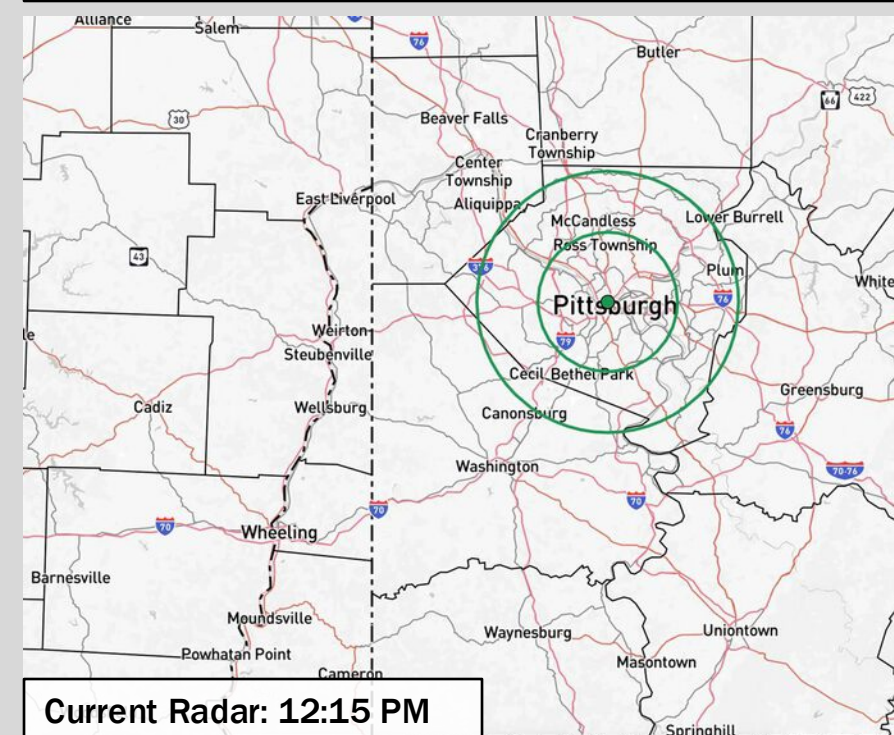 Alliance
Salem
76
Butler
30
66
422
Beaver Falls
Cranberry
Township
Center
Township
East Liverpool
Aliquippa
McCandless
Lower Burrell
Ross Township
43
Plum
76
White
Pittsburgh
Weirton
79
Steubenville
Cecil
Bethel Park
Greensburg
Cadiz
Wellsburg
Canonsburg
76
Washington
70-76
70
70
70
Wheeling
Barnesville
Moundsville
Waynesburg
Uniontown
Powhatan Point
Masontown
Cameron
Current Radar: 12:15 PM
Springhill